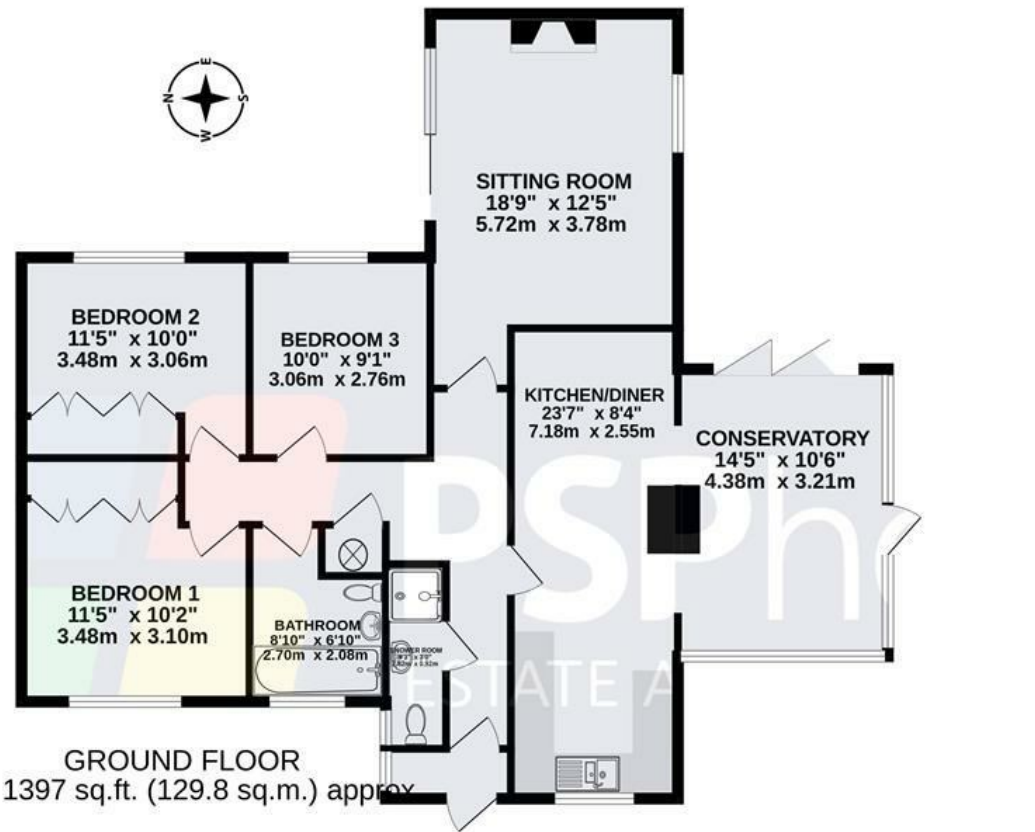 E
N
S
W
SITTING ROOM
18'9" x 12'5"
5.72m x 3.78m
BEDROOM 2
11'5" x 10'0"
3.48m x 3.06m
BEDROOM 3
10'0" x 9'1"
3.06m x 2.76m
KITCHEN/DINER
23'7" x 8'4"
7.18m x 2.55m
CONSERVATORY
14'5" x 10'6"
4.38m x 3.21m
PSPho
BEDROOM 1
11'5" x 10'2"
3.48m x 3.10m
BATHROOM
8'10" x 6'10"
2.70m x 2.08m
SHOWER ROOM
ESTATE A
GROUND FLOOR
1397 sq.ft. (129.8 sq.m.) approx.